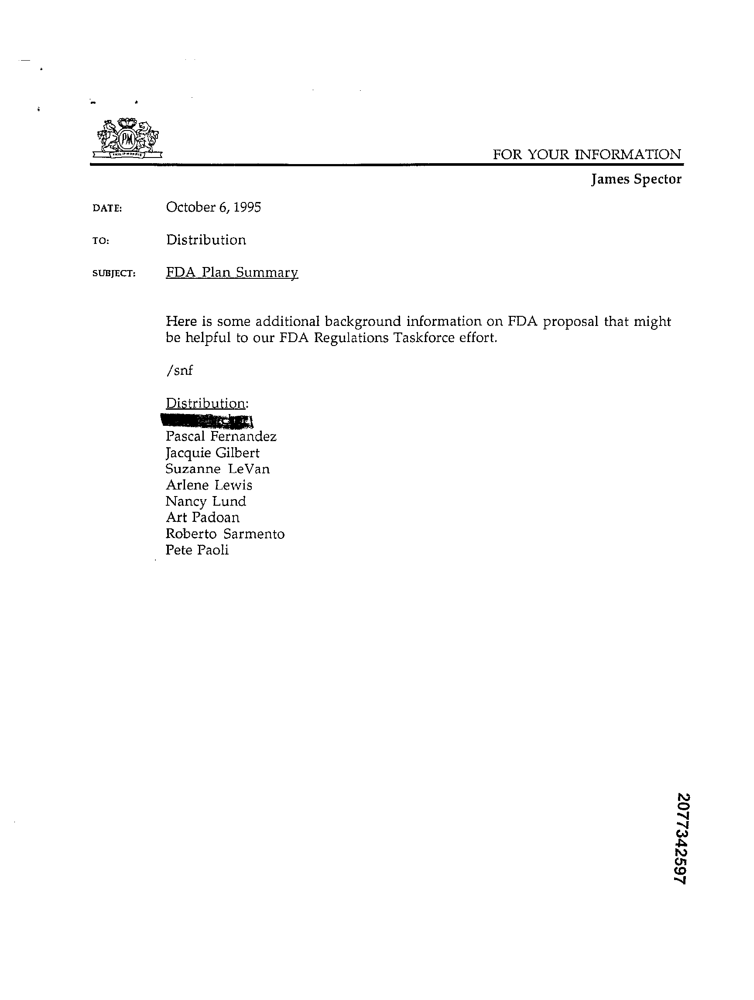 PM
FOR YOUR INFORMATION
James Spector
DATE: October 6, 1995
TO: Distribution
SUBJECT: FDA Plan Summary
Here is some additional background information on FDA proposal that might
be helpful to our FDA Regulations Taskforce effort.
/snf
Distribution:
Pascal Fernandez
Jacquie Gilbert
Suzanne LeVan
Arlene Lewis
Nancy Lund
Art Padoan
Roberto Sarmento
Pete Paoli
2077342597